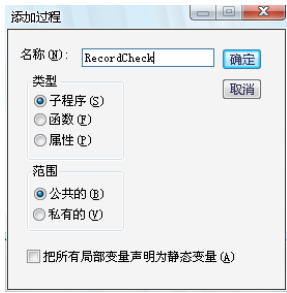 添加过程
名称(N): RecordCheck 确定
类型 取消
子程序(S)
函数(F)
属性(P)
范围
公共的(B)
私有的(V)
把所有局部变量声明为静态变量(A)